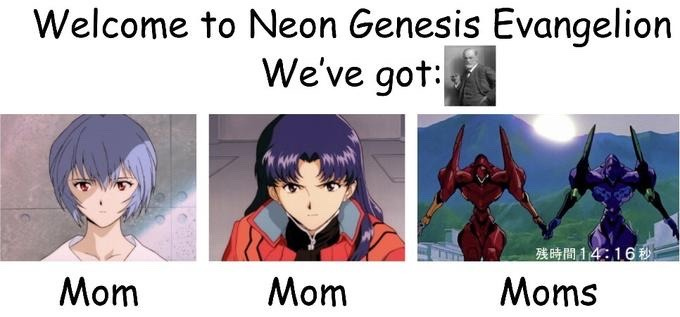 Welcome to Neon Genesis Evangelion
We've got:
Mom
Mom
残時間14:16秒
Moms